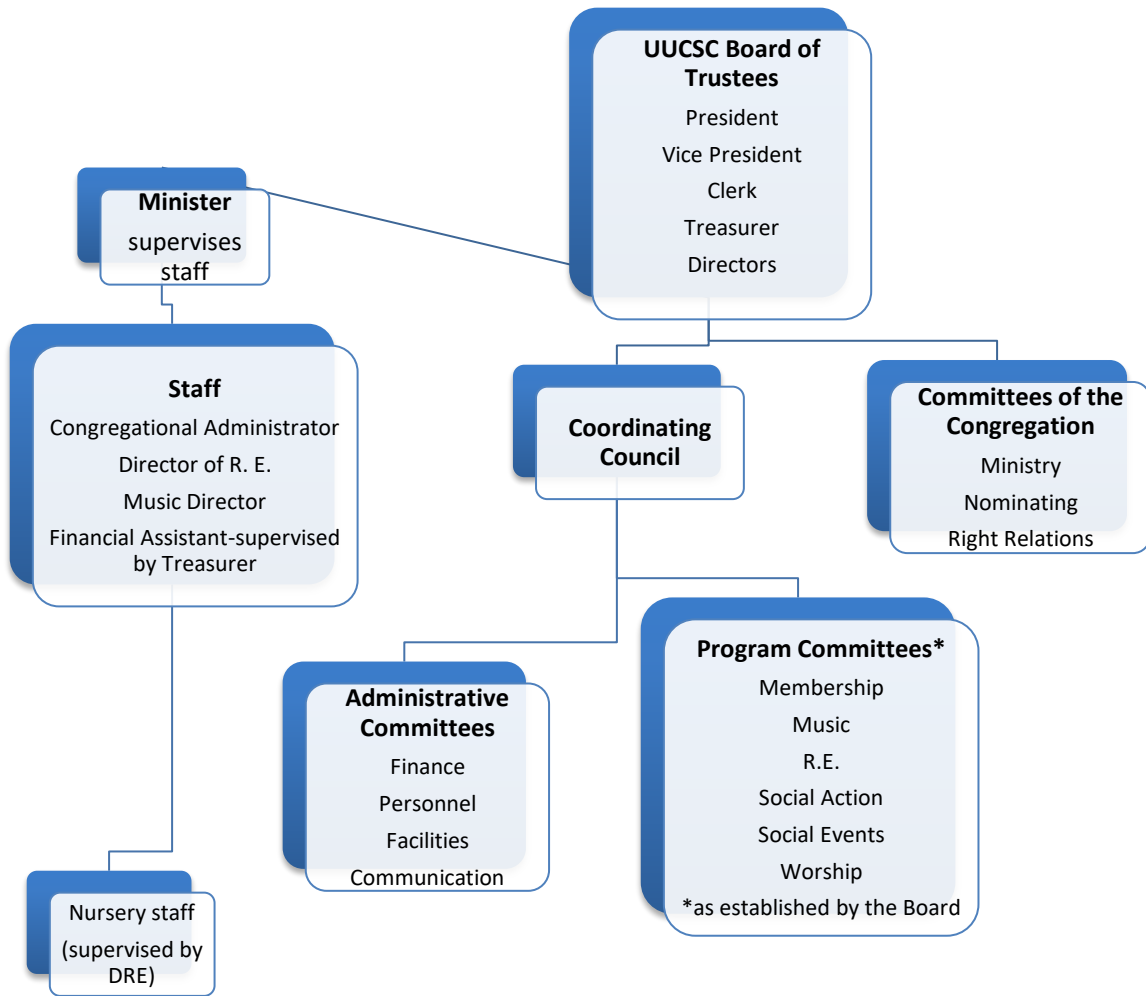 UUCSC Board of
Trustees
President
Vice President
Clerk
Treasurer
Directors
Minister
supervises
staff
Staff
Congregational Administrator
Director of R. E.
Music Director
Financial Assistant-supervised
by Treasurer
Coordinating
Council
Committees of the
Congregation
Ministry
Nominating
Right Relations
Administrative
Committees
Finance
Personnel
Facilities
Communication
Program Committees*
Membership
Music
R.E.
Social Action
Social Events
Worship
*as established by the Board
Nursery staff
(supervised by
DRE)